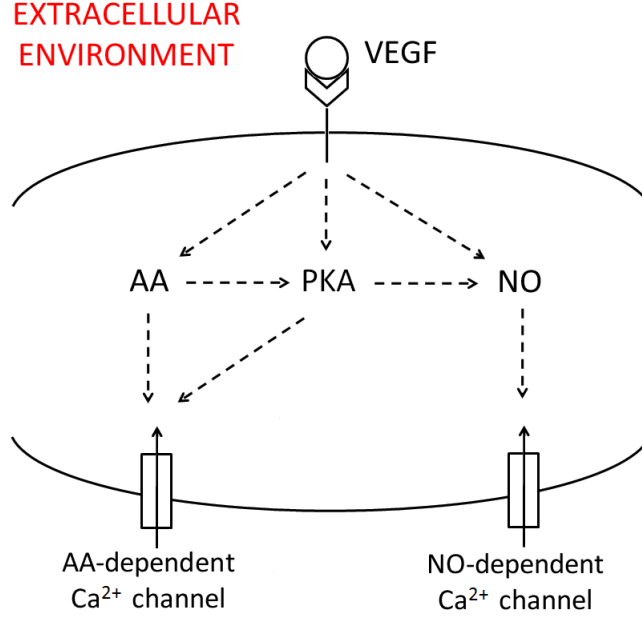 EXTRACELLULAR
ENVIRONMENT
VEGF
AA
PKA
NO
AA-dependent
Ca²⁺ channel
NO-dependent
Ca²⁺ channel